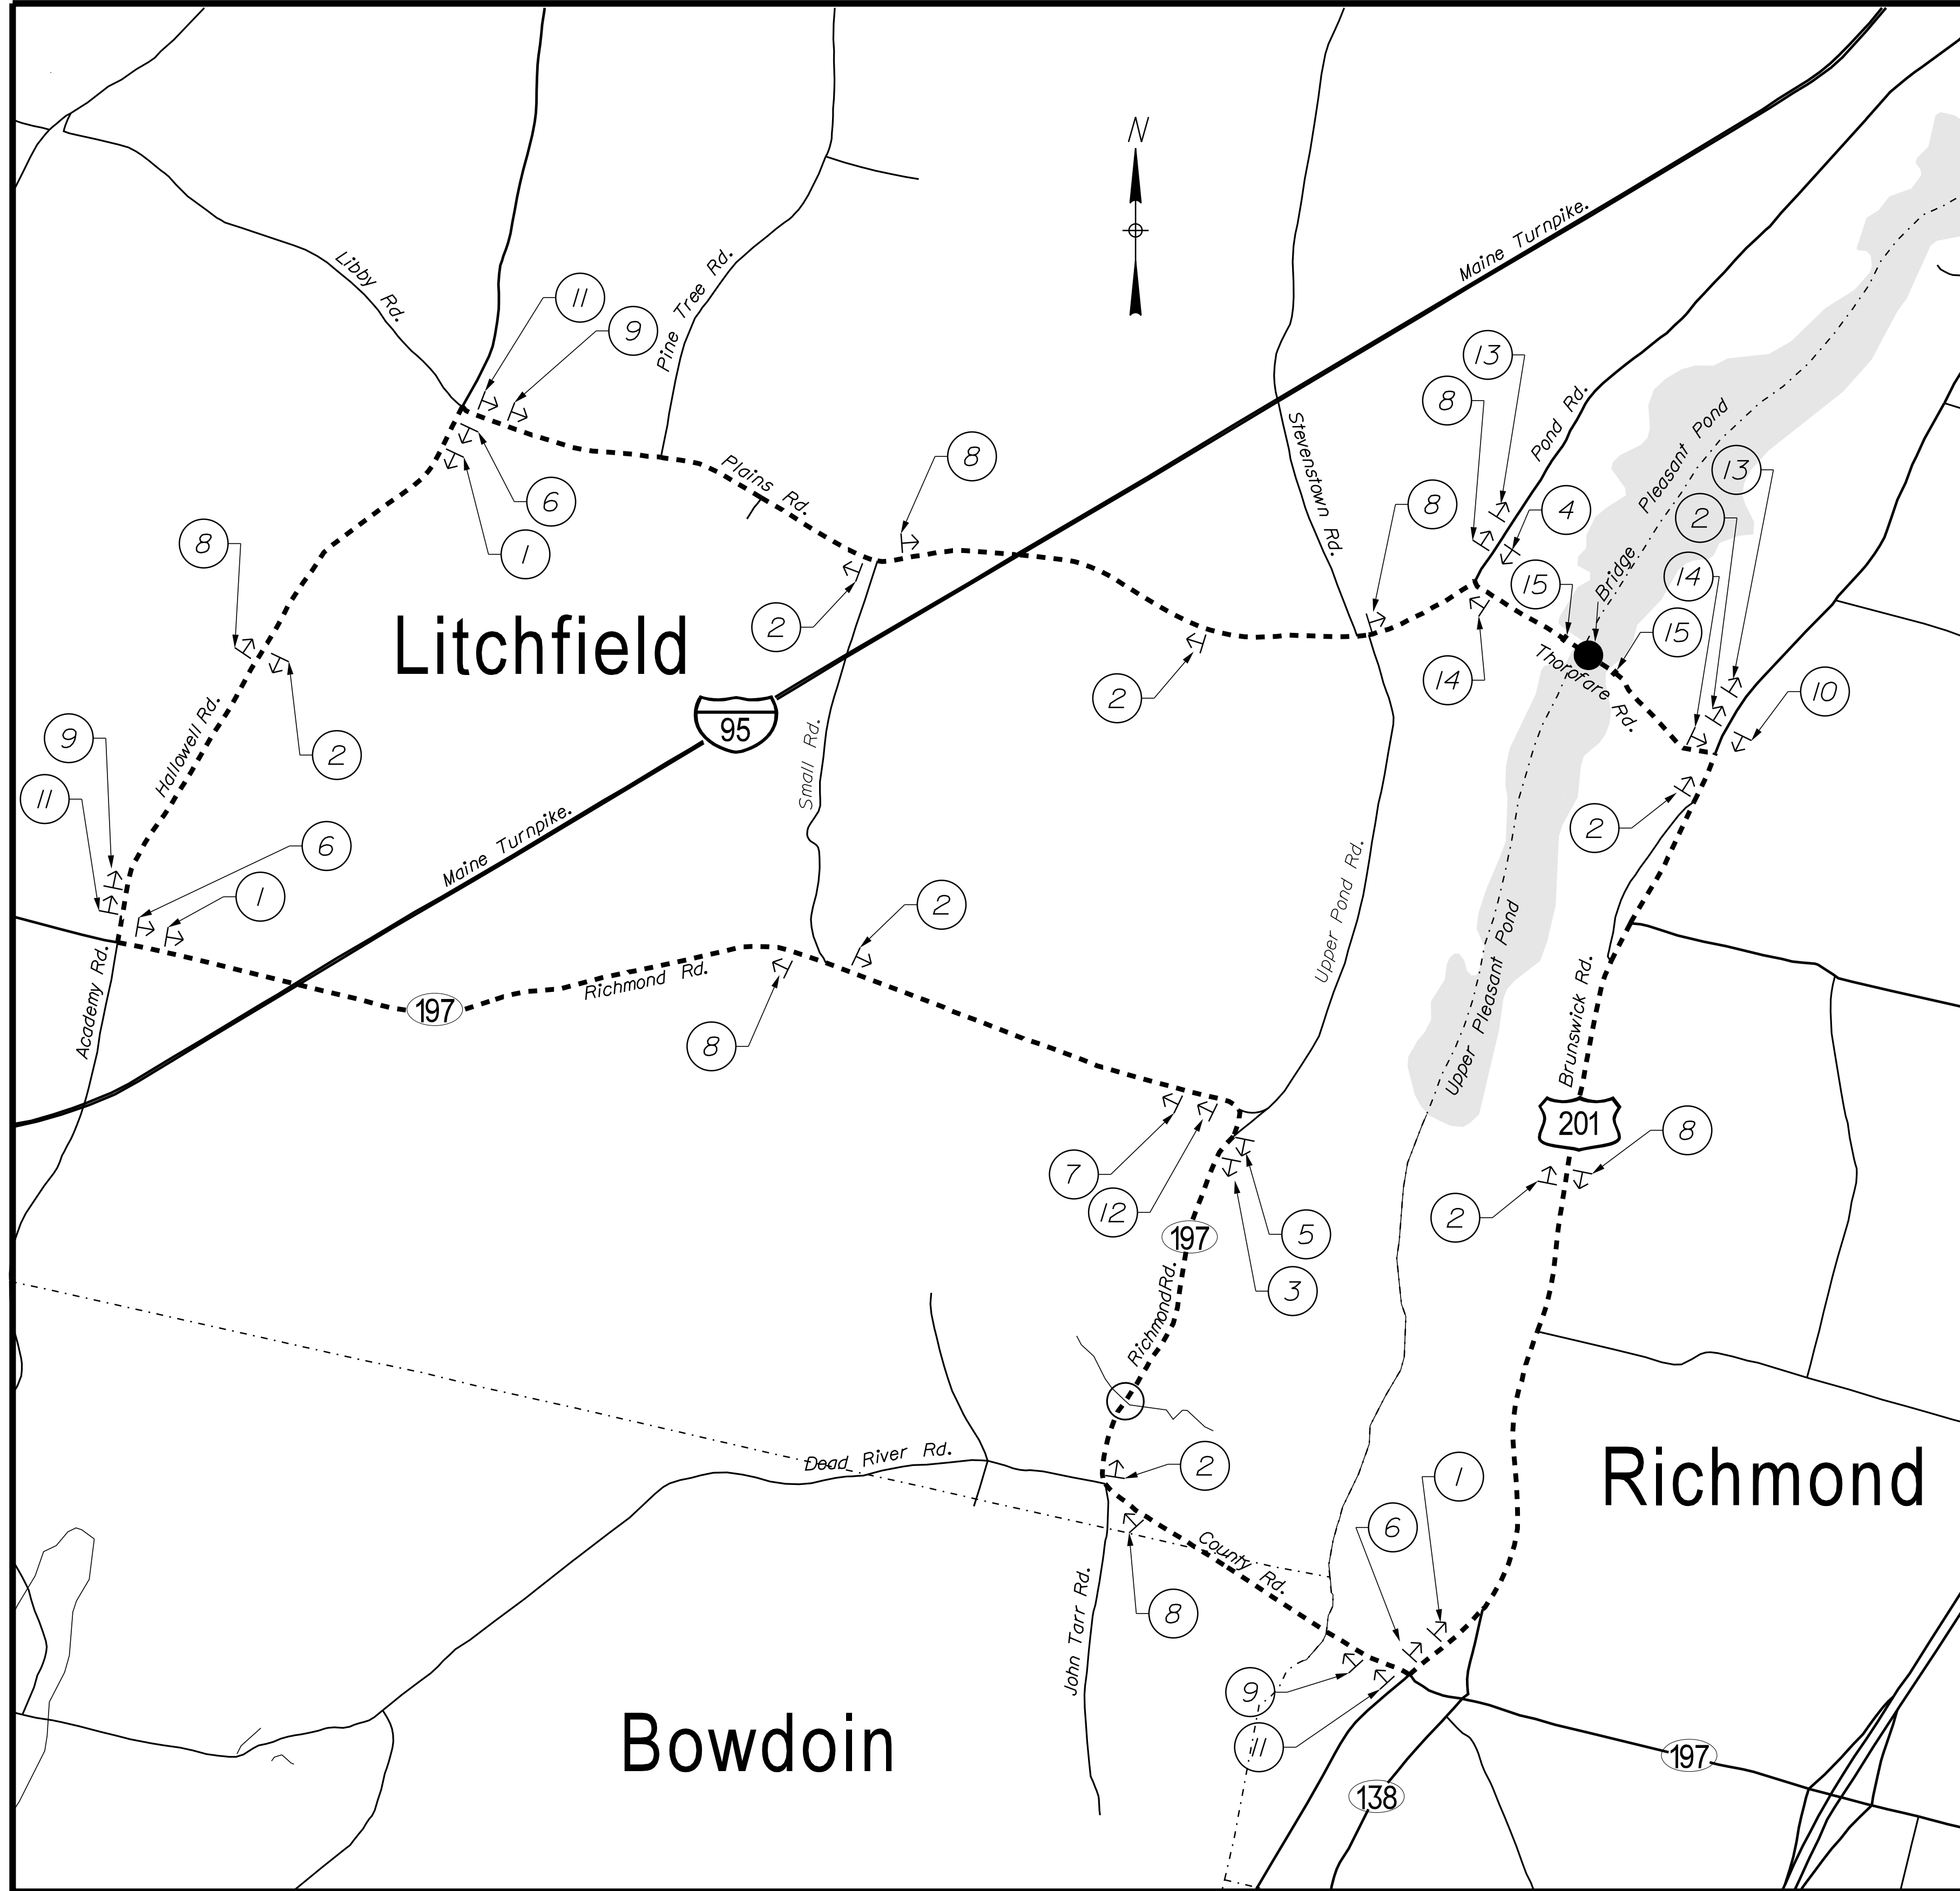 N
Maine Turnpike.
Libby Rd.
11
9
Pine Tree Rd.
13
8
Pond Rd.
Pleasant Pond
Stevenstown Rd.
Plains Rd.
8
13
6
1
8
4
2
8
15
Bridge
14
15
Litchfield
2
14
Thorofare Rd.
2
10
95
Small Rd.
Hallowell Rd.
9
2
11
Maine Turnpike.
6
1
2
2
Upper Pond Rd.
Upper Pleasant Pond
Brunswick Rd.
Academy Rd.
197
Richmond Rd.
8
201
8
7
12
2
197
5
3
Richmond Rd.
Dead River Rd.
2
1
Richmond
6
County Rd.
8
John Tarr Rd.
9
11
Bowdoin
197
138